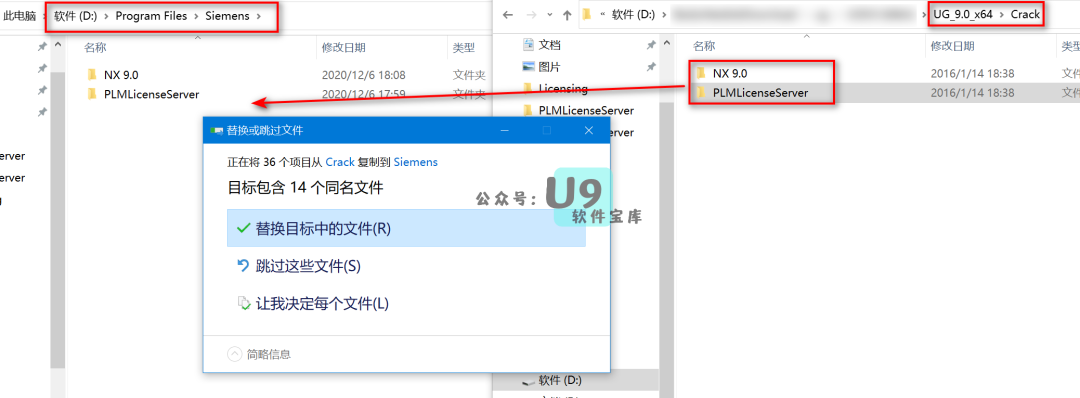 此电脑
软件 (D:) > Program Files > Siemens >
名称 修改日期 类型
NX 9.0 2020/12/6 18:08 文件夹
PLMLicenseServer 2020/12/6 17:59 文件夹
erver
erver
« 软件 (D:) > UG_9.0_x64 > Crack
文档
图片
Licensing
PLMLicenseServer
erver
名称 修改日期
NX 9.0 2016/1/14 18:38 文件
PLMLicenseServer 2016/1/14 18:38 文件
替换或跳过文件
正在将 36 个项目从 Crack 复制到 Siemens
目标包含 14 个同名文件
替换目标中的文件(R)
跳过这些文件(S)
让我决定每个文件(L)
简略信息
公众号: U9
软件宝库
软件 (D:)